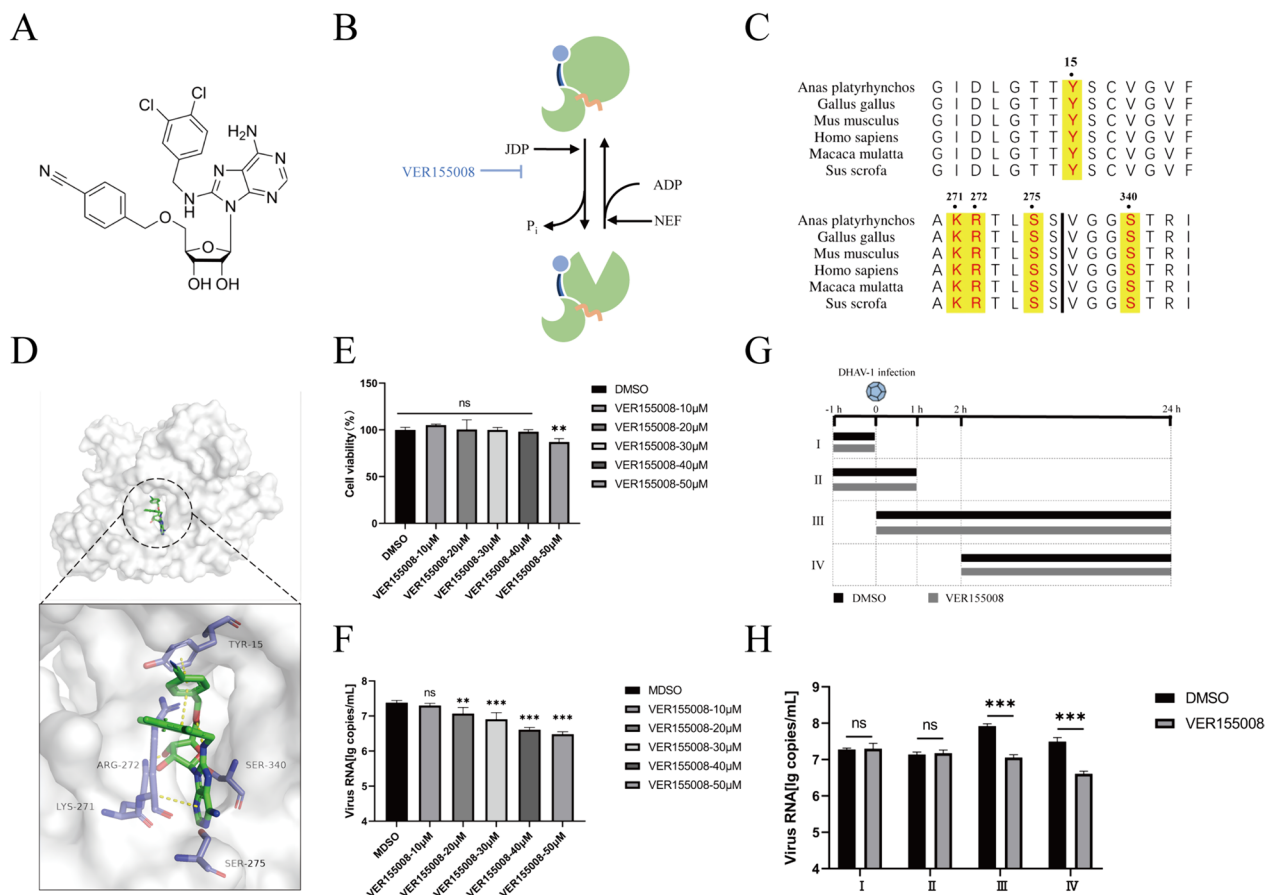 A
Cl
Cl
H₂N
N
N
N
N
N
NH
O
O
OH OH
B
JDP
VER155008
ADP
Pi
NEF
C
15
Anas platyrhynchos G I D L G T T Y S C V G V F
Gallus gallus G I D L G T T Y S C V G V F
Mus musculus G I D L G T T Y S C V G V F
Homo sapiens G I D L G T T Y S C V G V F
Macaca mulatta G I D L G T T Y S C V G V F
Sus scrofa G I D L G T T Y S C V G V F
271 272 275 340
Anas platyrhynchos A K R T L S S V G G S T R I
Gallus gallus A K R T L S S V G G S T R I
Mus musculus A K R T L S S V G G S T R I
Homo sapiens A K R T L S S V G G S T R I
Macaca mulatta A K R T L S S V G G S T R I
Sus scrofa A K R T L S S V G G S T R I
D
TYR-15
ARG-272
SER-340
LYS-271
SER-275
E
Cell viability(%)
150
100
50
0
ns
**
DMSO
VER155008-10μM
VER155008-20μM
VER155008-30μM
VER155008-40μM
VER155008-50μM
DMSO
VER155008-10μM
VER155008-20μM
VER155008-30μM
VER155008-40μM
VER155008-50μM
F
Virus RNA[lg copies/mL]
8
7
6
5
4
ns
**
***
***
***
MDSO
VER155008-10μM
VER155008-20μM
VER155008-30μM
VER155008-40μM
VER155008-50μM
MDSO
VER155008-10μM
VER155008-20μM
VER155008-30μM
VER155008-40μM
VER155008-50μM
G
DHAV-1 infection
-1 h 0 1 h 2 h 24 h
I
II
III
IV
DMSO VER155008
H
Virus RNA[lg copies/mL]
9
8
7
6
5
4
ns
ns
***
***
I II III IV
DMSO
VER155008